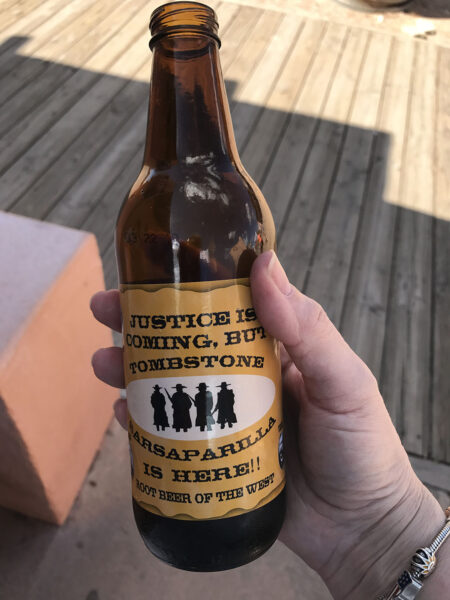 JUSTICE IS
COMING, BUT
TOMBSTONE
SARSAPARILLA
IS HERE!!
ROOT BEER OF THE WEST